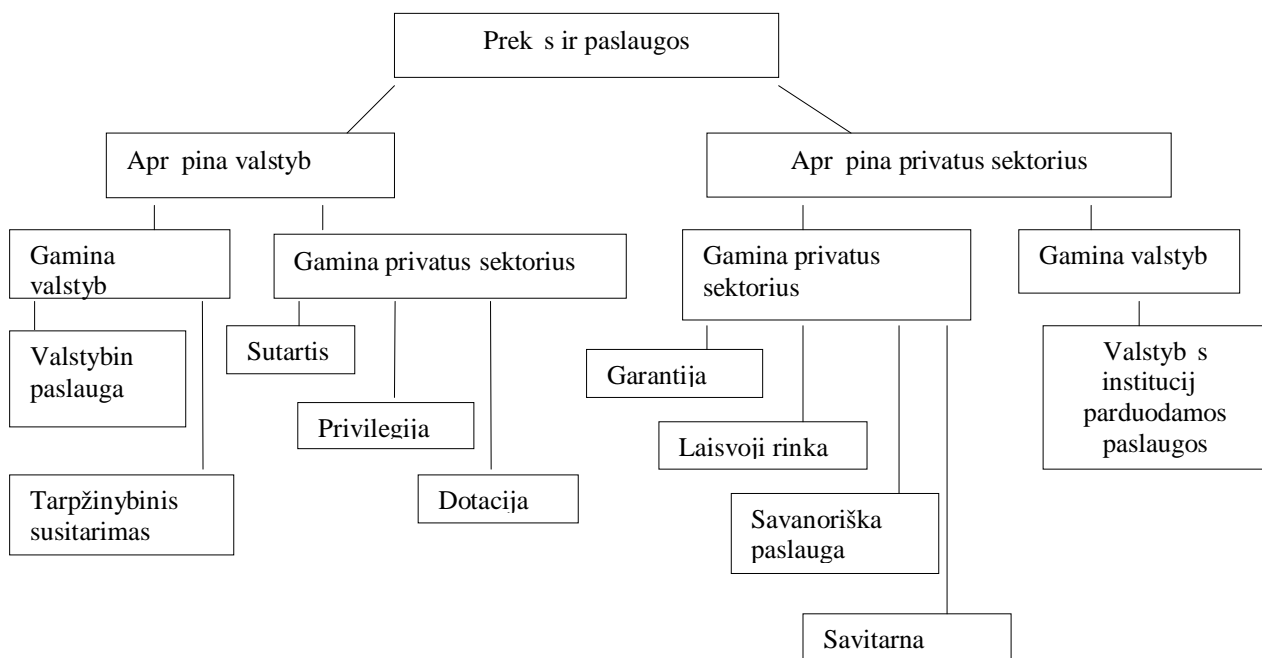 Prek s ir paslaugos
Apr pina valstyb
Apr pina privatus sektorius
Gamina
valstyb
Gamina privatus sektorius
Gamina privatus
sektorius
Gamina valstyb
Valstybin
paslauga
Sutartis
Garantija
Valstyb s
institucij
parduodamos
paslaugos
Privilegija
Laisvoji rinka
Tarpžinybinis
susitarimas
Dotacija
Savanoriška
paslauga
Savitarna